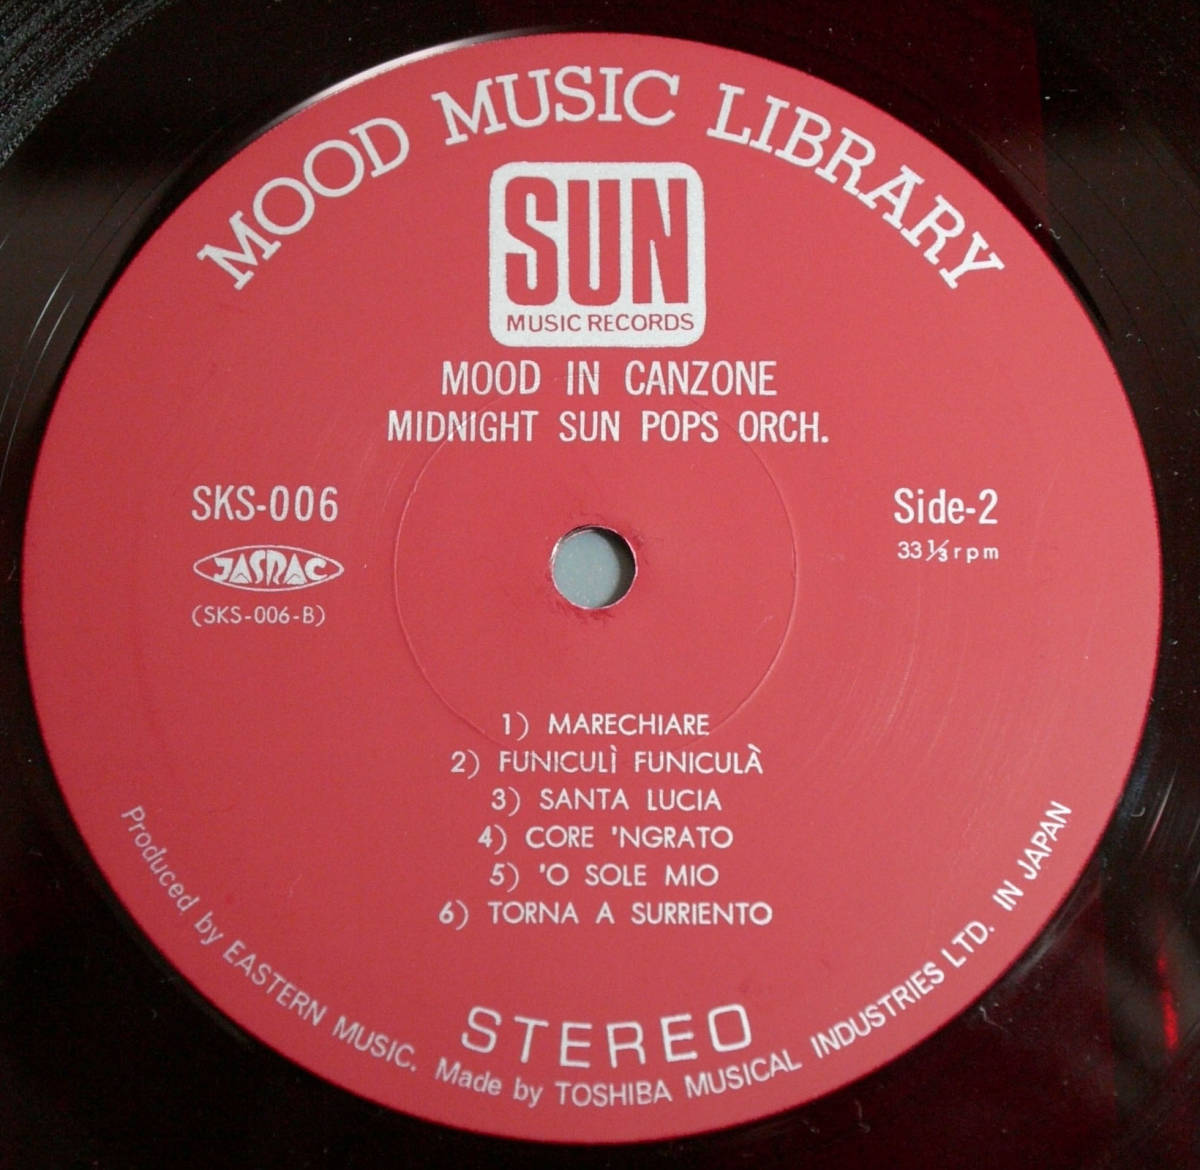 MOOD MUSIC LIBRARY
SUN
MUSIC RECORDS
MOOD IN CANZONE
MIDNIGHT SUN POPS ORCH.
SKS-006
JASRAC
(SKS-006-B)
Side-2
33⅓rpm
1) MARECHIARE
2) FUNICULÌ FUNICULÀ
3) SANTA LUCIA
4) CORE 'NGRATO
5) 'O SOLE MIO
6) TORNA A SURRIENTO
STEREO
Produced by EASTERN MUSIC. Made by TOSHIBA MUSICAL INDUSTRIES LTD. IN JAPAN